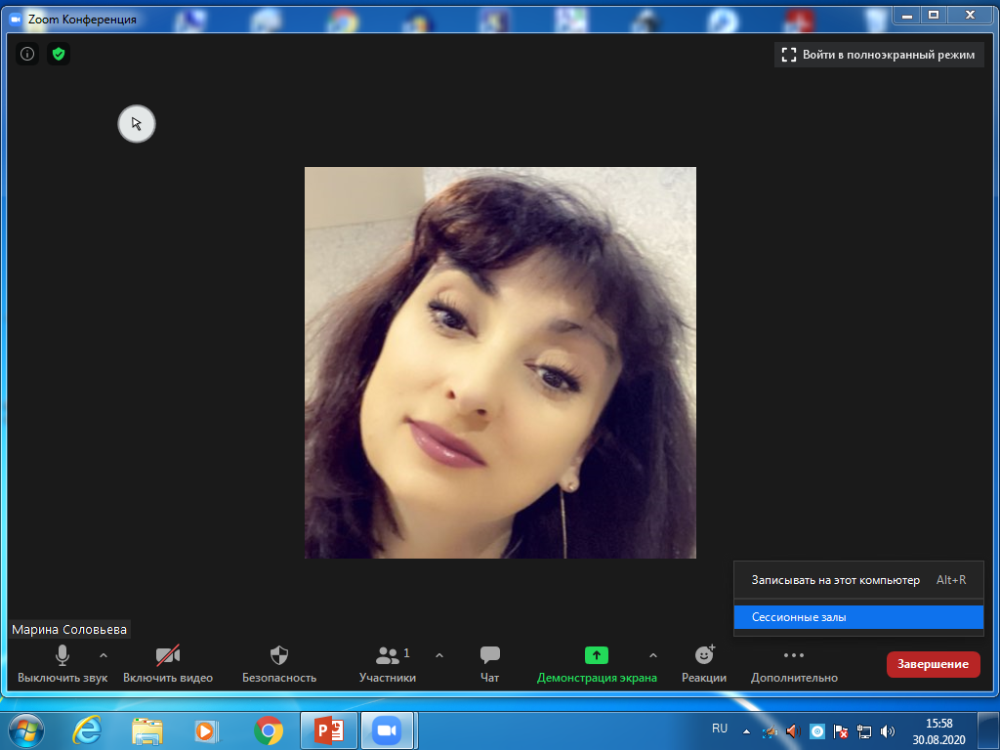 Zoom Конференция
Войти в полноэкранный режим
Записывать на этот компьютер Alt+R
Сессионные залы
Марина Соловьева
1
Выключить звук Включить видео Безопасность Участники Чат Демонстрация экрана Реакции Дополнительно Завершение
RU
15:58
30.08.2020